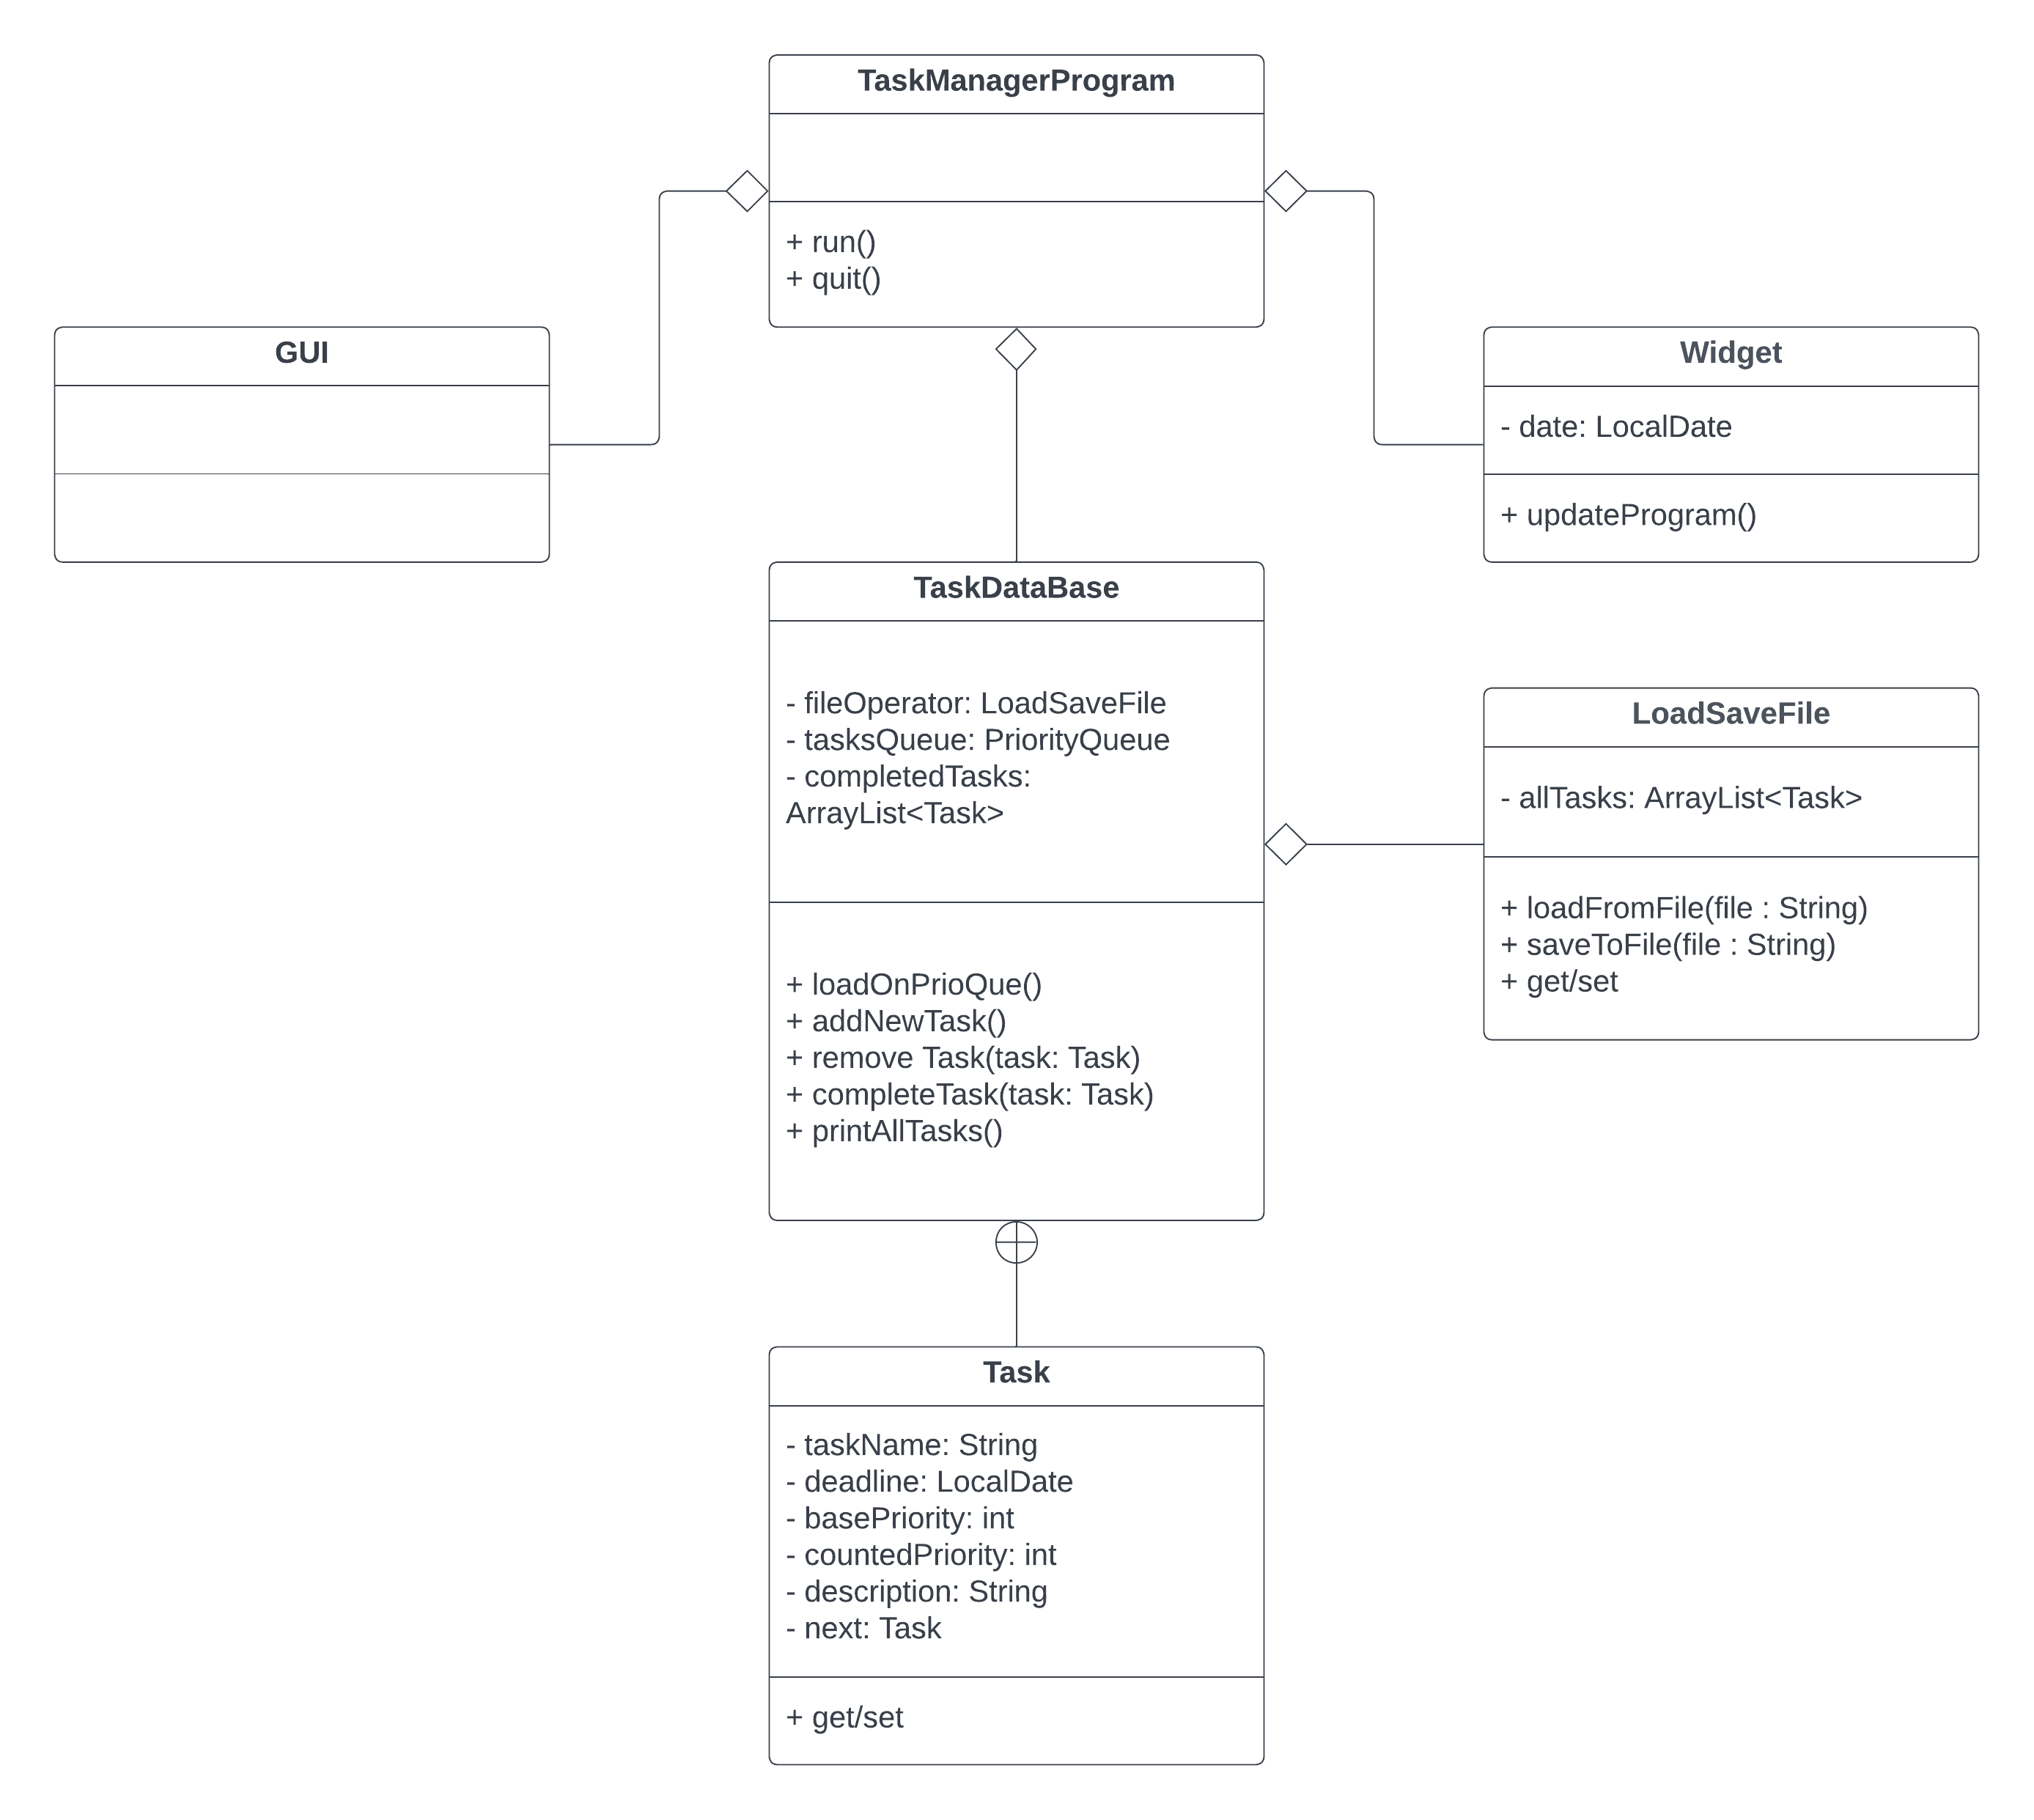 TaskManagerProgram
+ run()
+ quit()
GUI
Widget
- date: LocalDate
+ updateProgram()
TaskDataBase
- fileOperator: LoadSaveFile
- tasksQueue: PriorityQueue
- completedTasks:
ArrayList<Task>
+ loadOnPrioQue()
+ addNewTask()
+ remove Task(task: Task)
+ completeTask(task: Task)
+ printAllTasks()
LoadSaveFile
- allTasks: ArrayList<Task>
+ loadFromFile(file : String)
+ saveToFile(file : String)
+ get/set
Task
- taskName: String
- deadline: LocalDate
- basePriority: int
- countedPriority: int
- description: String
- next: Task
+ get/set